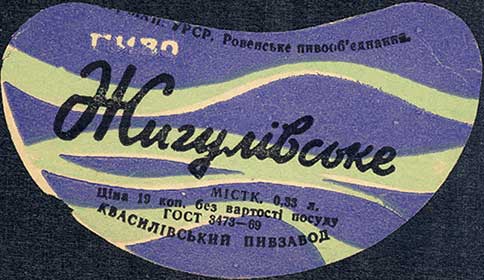 УРСР. Ровенське пивооб'єднання.
пиво
Жигулівське
МІСТК. 0,33 л.
Ціна 19 коп. без вартості посуду
ГОСТ 3473—69
КВАСИЛІВСЬКИЙ ПИВЗАВОД